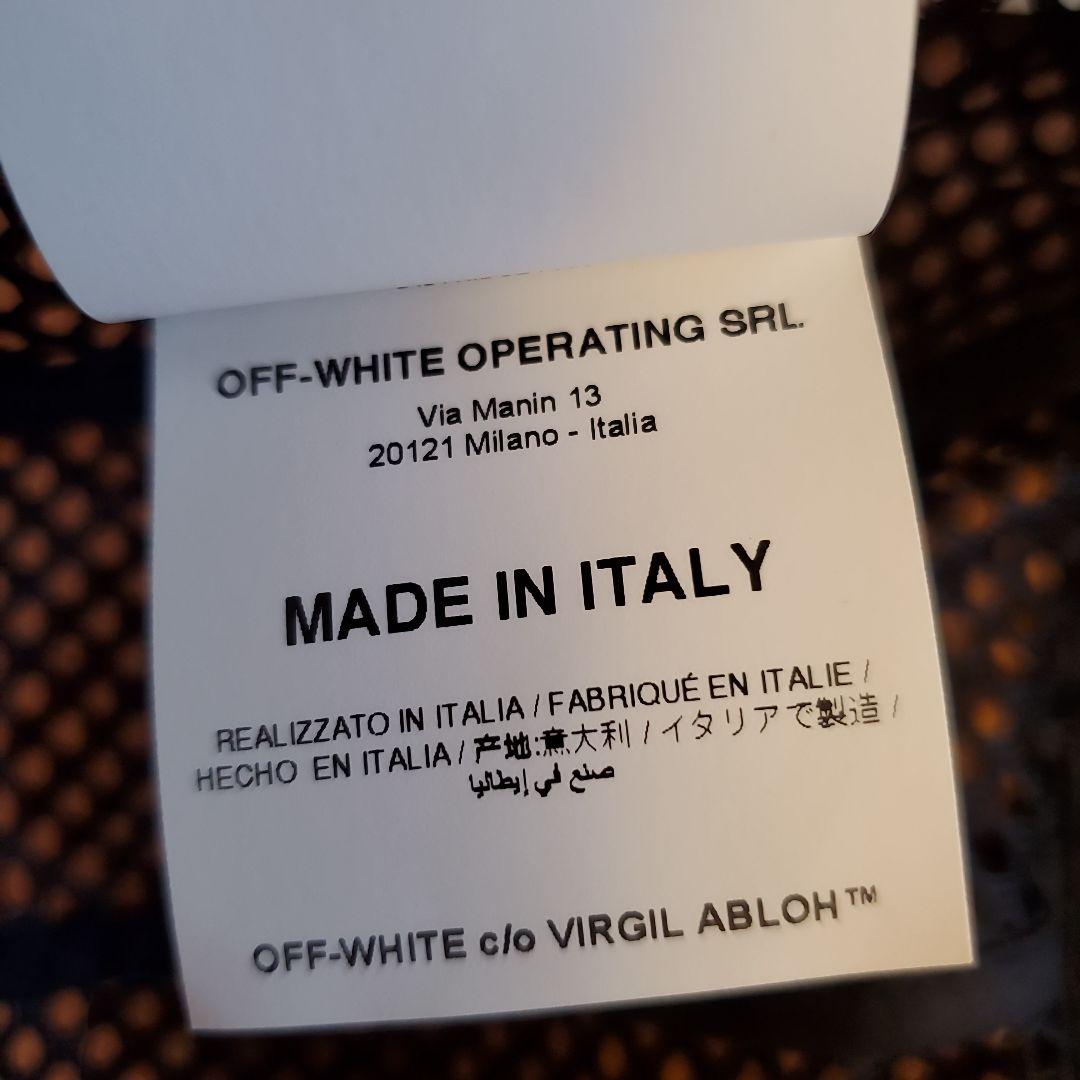 OFF-WHITE OPERATING SRL.
Via Manin 13
20121 Milano - Italia
MADE IN ITALY
REALIZZATO IN ITALIA / FABRIQUÉ EN ITALIE /
HECHO EN ITALIA / 产地:意大利 / イタリアで製造 /
صنع في إيطاليا
OFF-WHITE c/o VIRGIL ABLOH™